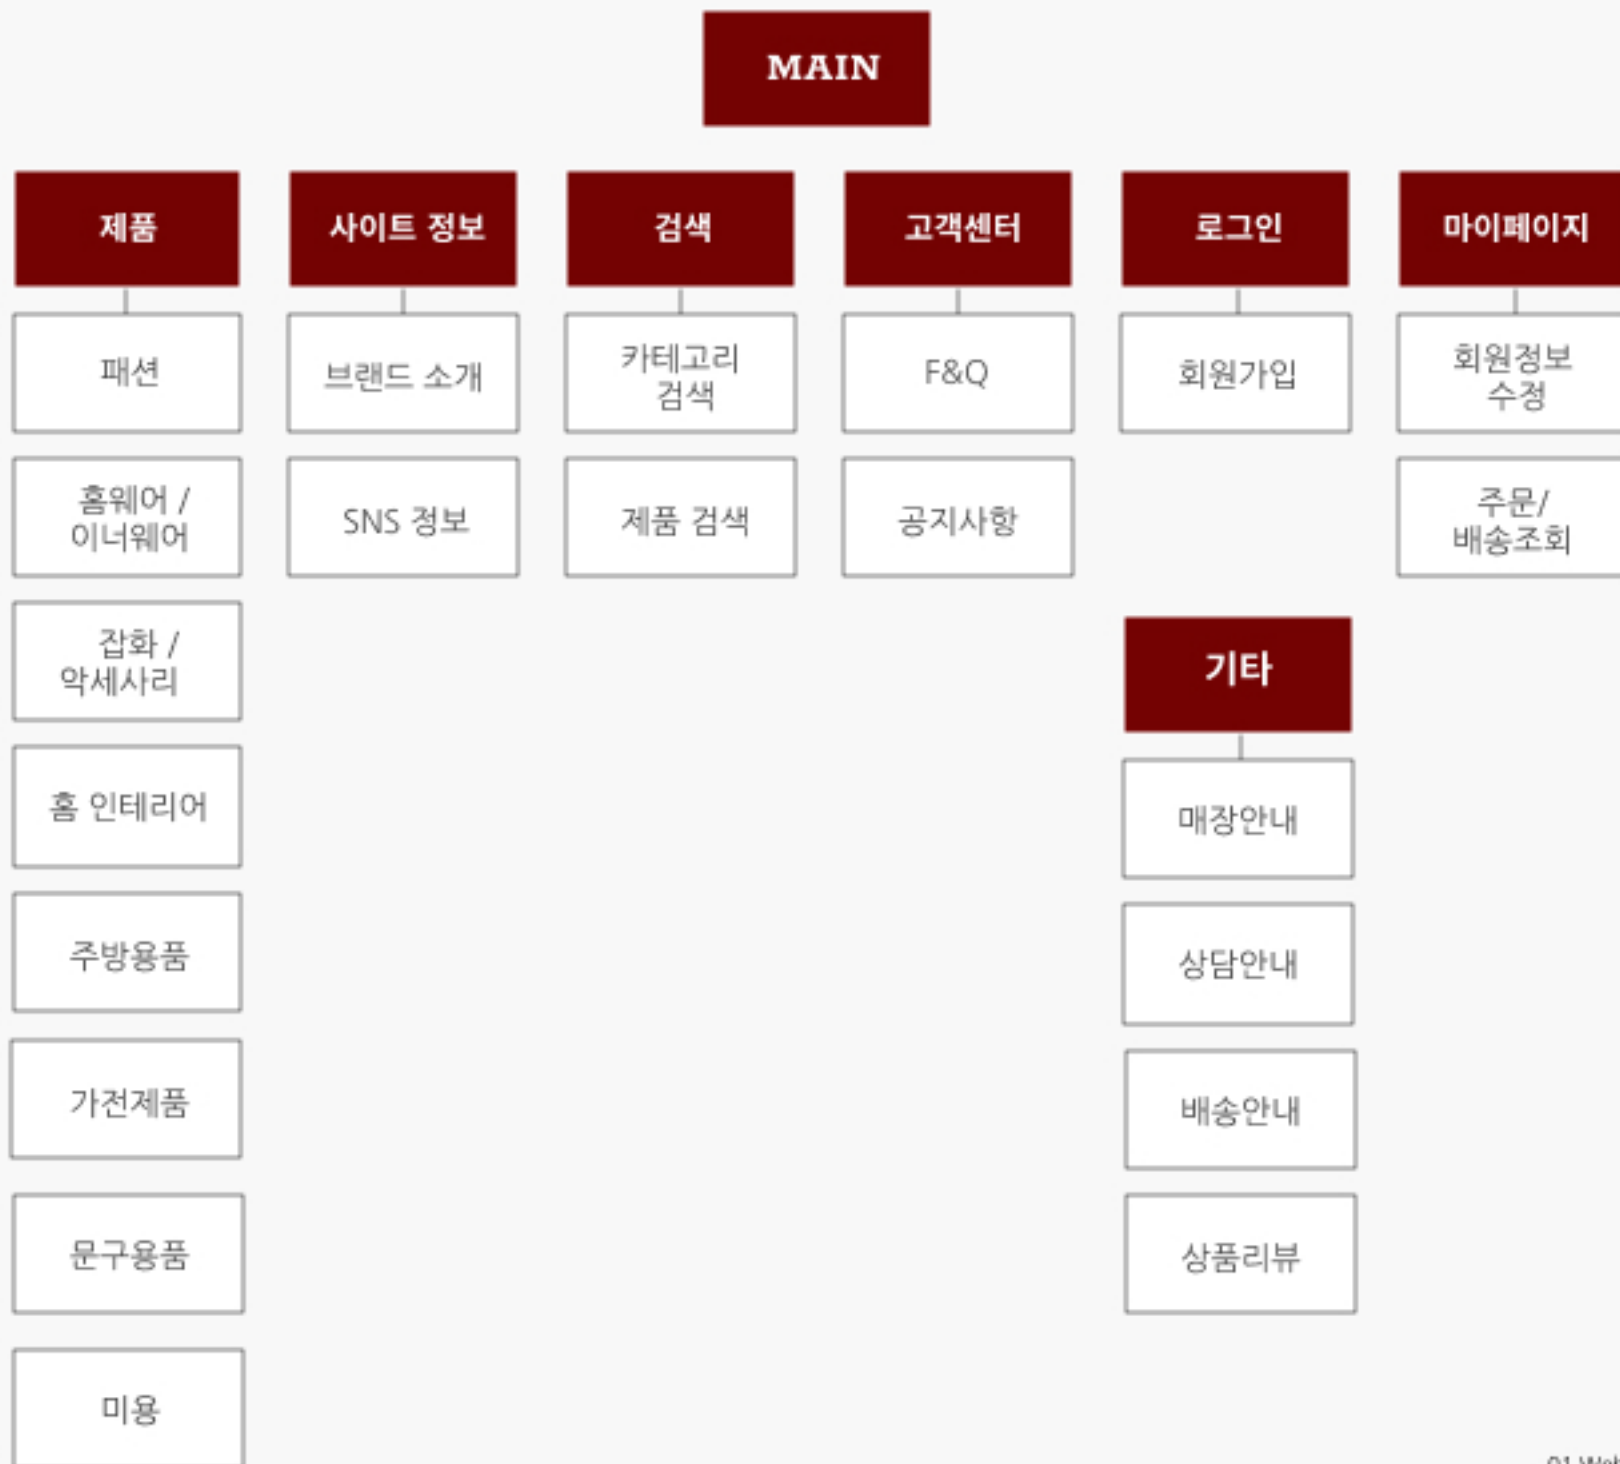 MAIN
제품
사이트 정보
검색
고객센터
로그인
마이페이지
패션
브랜드 소개
카테고리
검색
F&Q
회원가입
회원정보
수정
홈웨어 /
이너웨어
SNS 정보
제품 검색
공지사항
주문/
배송조회
잡화 /
악세사리
기타
홈 인테리어
매장안내
주방용품
상담안내
가전제품
배송안내
문구용품
상품리뷰
미용